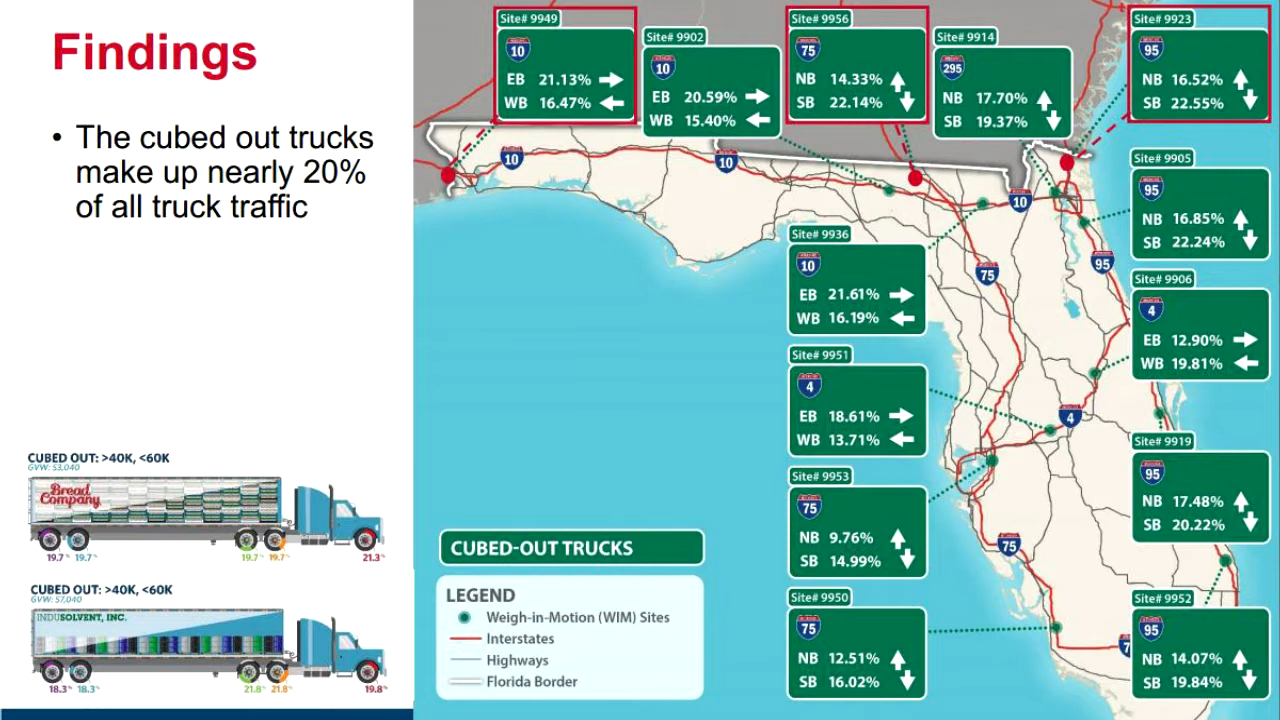 Findings
• The cubed out trucks
make up nearly 20%
of all truck traffic
CUBED OUT: >40K, <60K
GVW: 53,040
Bread
Company
19.7% 19.7% 19.7% 19.7% 21.3%
CUBED OUT: >40K, <60K
GVW: 57,040
INDUSOLVENT, INC.
18.3% 18.3% 21.8% 21.8% 19.8%
Site# 9949
10
EB 21.13%
WB 16.47%
Site# 9902
10
EB 20.59%
WB 15.40%
Site# 9956
75
NB 14.33%
SB 22.14%
Site# 9914
295
NB 17.70%
SB 19.37%
Site# 9923
95
NB 16.52%
SB 22.55%
Site# 9905
95
NB 16.85%
SB 22.24%
Site# 9936
10
EB 21.61%
WB 16.19%
Site# 9906
4
EB 12.90%
WB 19.81%
Site# 9951
4
EB 18.61%
WB 13.71%
Site# 9919
95
NB 17.48%
SB 20.22%
Site# 9953
75
NB 9.76%
SB 14.99%
Site# 9950
75
NB 12.51%
SB 16.02%
Site# 9952
95
NB 14.07%
SB 19.84%
10
10
10
75
95
4
75
7
CUBED-OUT TRUCKS
LEGEND
Weigh-in-Motion (WIM) Sites
Interstates
Highways
Florida Border